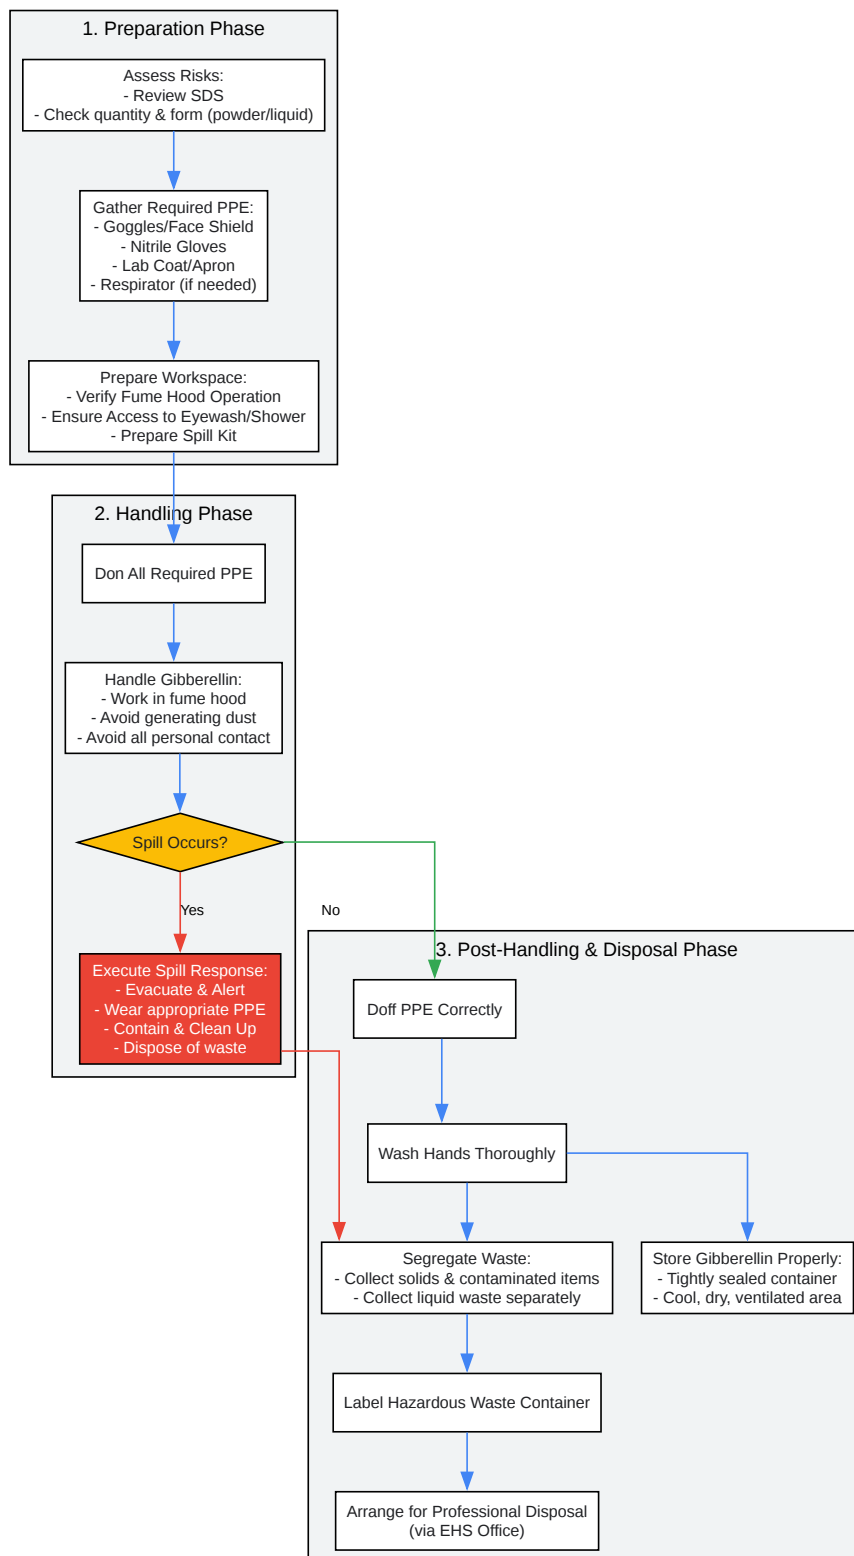 1. Preparation Phase
Assess Risks:
- Review SDS
- Check quantity & form (powder/liquid)
Gather Required PPE:
- Goggles/Face Shield
- Nitrile Gloves
- Lab Coat/Apron
- Respirator (if needed)
Prepare Workspace:
- Verify Fume Hood Operation
- Ensure Access to Eyewash/Shower
- Prepare Spill Kit
2. Handling Phase
Don All Required PPE
Handle Gibberellin:
- Work in fume hood
- Avoid generating dust
- Avoid all personal contact
Spill Occurs?
Yes
No
Execute Spill Response:
- Evacuate & Alert
- Wear appropriate PPE
- Contain & Clean Up
- Dispose of waste
3. Post-Handling & Disposal Phase
Doff PPE Correctly
Wash Hands Thoroughly
Segregate Waste:
- Collect solids & contaminated items
- Collect liquid waste separately
Store Gibberellin Properly:
- Tightly sealed container
- Cool, dry, ventilated area
Label Hazardous Waste Container
Arrange for Professional Disposal
(via EHS Office)